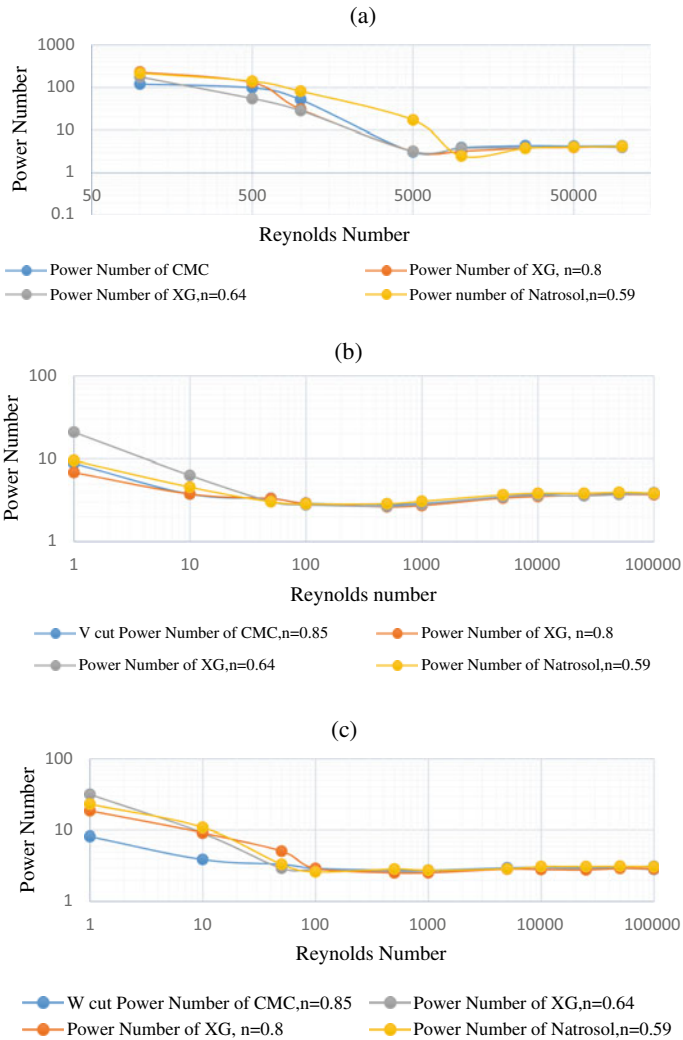 (a)
1000
100
10
1
0.1
Power Number
50
500
5000
50000
Reynolds Number
Power Number of CMC
Power Number of XG, n=0.8
Power Number of XG,n=0.64
Power number of Natrosol,n=0.59
(b)
100
10
1
Power Number
1
10
100
1000
10000
100000
Reynolds number
V cut Power Number of CMC,n=0.85
Power Number of XG, n=0.8
Power Number of XG,n=0.64
Power Number of Natrosol,n=0.59
(c)
100
10
1
Power Number
1
10
100
1000
10000
100000
Reynolds Number
W cut Power Number of CMC,n=0.85
Power Number of XG,n=0.64
Power Number of XG, n=0.8
Power Number of Natrosol,n=0.59